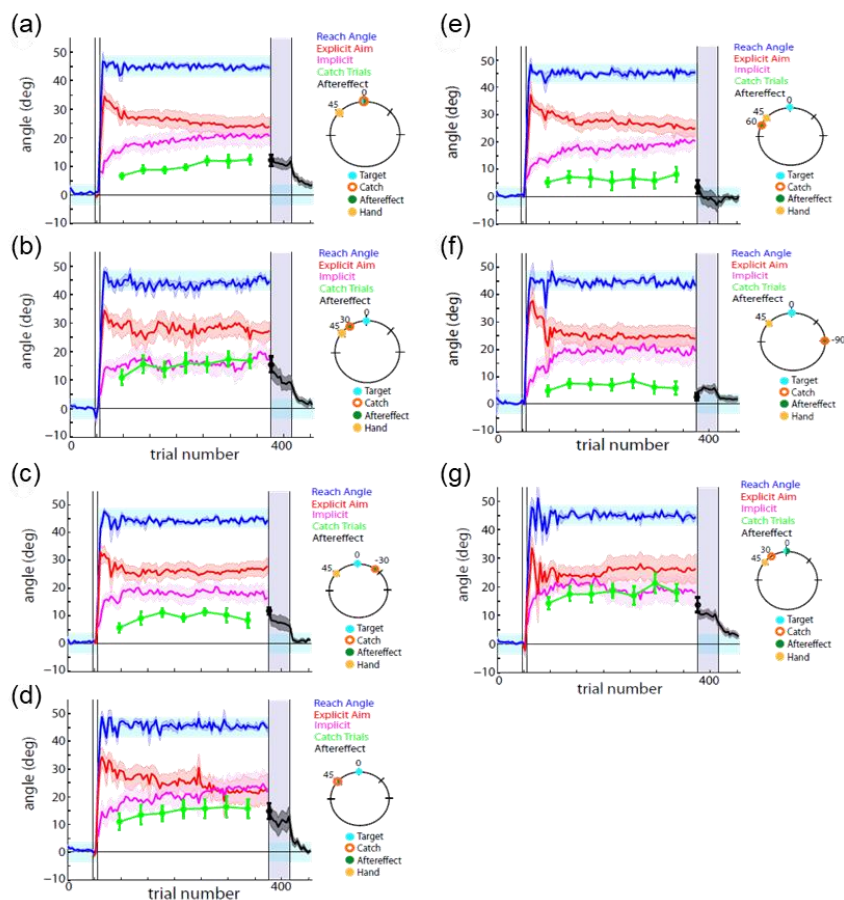 (a)
angle (deg)
50
40
30
20
10
0
−10
Reach Angle
Explicit Aim
Implicit
Catch Trials
Aftereffect
0
45
Target
Catch
Aftereffect
Hand
(b)
angle (deg)
50
40
30
20
10
0
−10
0
400
trial number
Reach Angle
Explicit Aim
Implicit
Catch Trials
Aftereffect
0
30
45
Target
Catch
Aftereffect
Hand
(c)
angle (deg)
50
40
30
20
10
0
−10
Reach Angle
Explicit Aim
Implicit
Catch Trials
Aftereffect
0
-30
45
Target
Catch
Aftereffect
Hand
(d)
angle (deg)
50
40
30
20
10
0
−10
0
400
trial number
Reach Angle
Explicit Aim
Implicit
Catch Trials
Aftereffect
0
45
Target
Catch
Aftereffect
Hand
(e)
angle (deg)
50
40
30
20
10
0
−10
Reach Angle
Explicit Aim
Implicit
Catch Trials
Aftereffect
0
45
60
Target
Catch
Aftereffect
Hand
(f)
angle (deg)
50
40
30
20
10
0
−10
0
400
trial number
Reach Angle
Explicit Aim
Implicit
Catch Trials
Aftereffect
0
45
-90
Target
Catch
Aftereffect
Hand
(g)
angle (deg)
50
40
30
20
10
0
−10
0
400
trial number
Reach Angle
Explicit Aim
Implicit
Catch Trials
Aftereffect
0
30
45
Target
Catch
Aftereffect
Hand